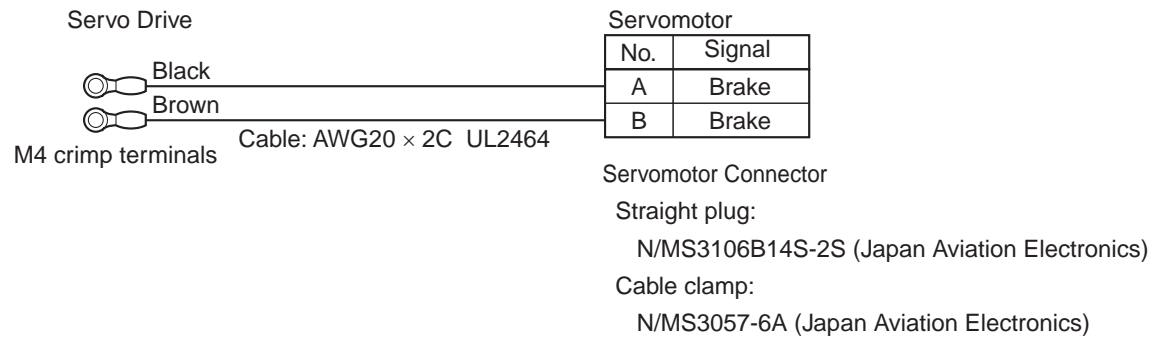 Servo Drive
Servomotor
No. Signal
Black
A Brake
Brown
B Brake
Cable: AWG20 × 2C UL2464
M4 crimp terminals
Servomotor Connector
Straight plug:
N/MS3106B14S-2S (Japan Aviation Electronics)
Cable clamp:
N/MS3057-6A (Japan Aviation Electronics)